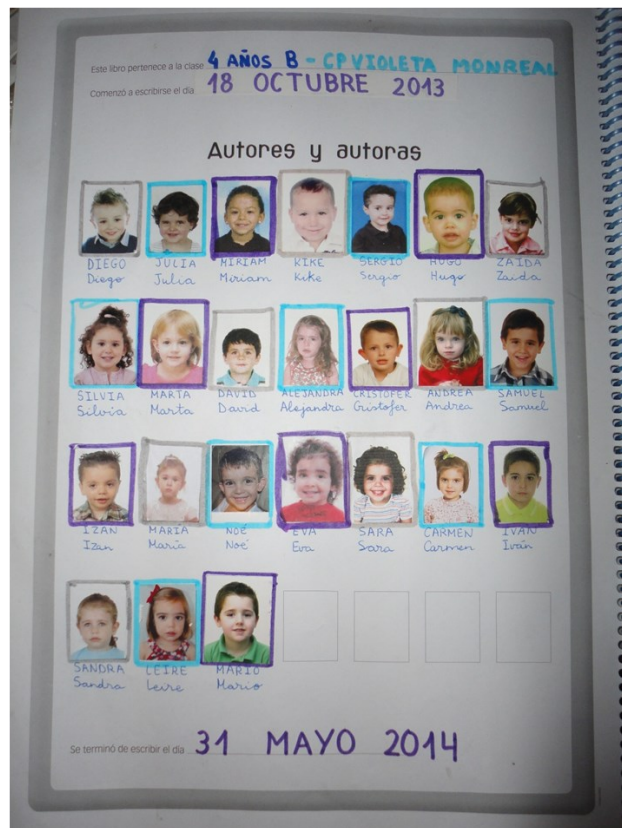 Este libro pertenece a la clase 4 AÑOS B - CP VIOLETA MONREAL
Comenzó a escribirse el día 18 OCTUBRE 2013
Autores y autoras
DIEGO JULIA MIRIAM KIKE SERGIO HUGO ZAIDA
Diego Julia Miriam Kike Sergio Hugo Zaida
SILVIA MARTA DAVID ALEJANDRA CRISTOFER ANDREA SAMUEL
Silvia Marta David Alejandra Cristofer Andrea Samuel
IZAN MARÍA NOÉ EVA SARA CARMEN IVÁN
Izan María Noé Eva Sara Carmen Iván
SANDRA LEIRE MARIO
Sandra Leire Mario
Se terminó de escribir el día 31 MAYO 2014